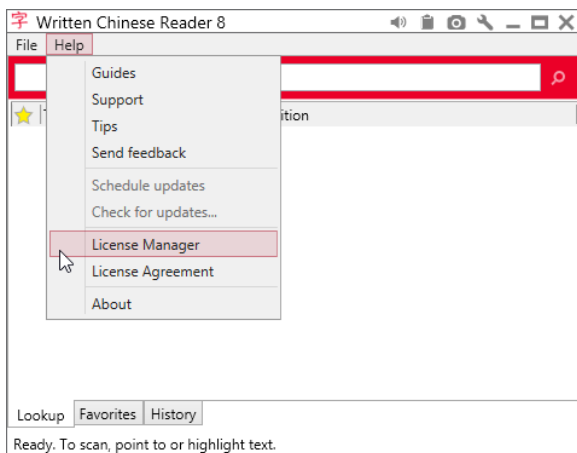 字 Written Chinese Reader 8
File Help
Guides
Support
Tips
Send feedback
Schedule updates
Check for updates...
License Manager
License Agreement
About
ition
Lookup Favorites History
Ready. To scan, point to or highlight text.